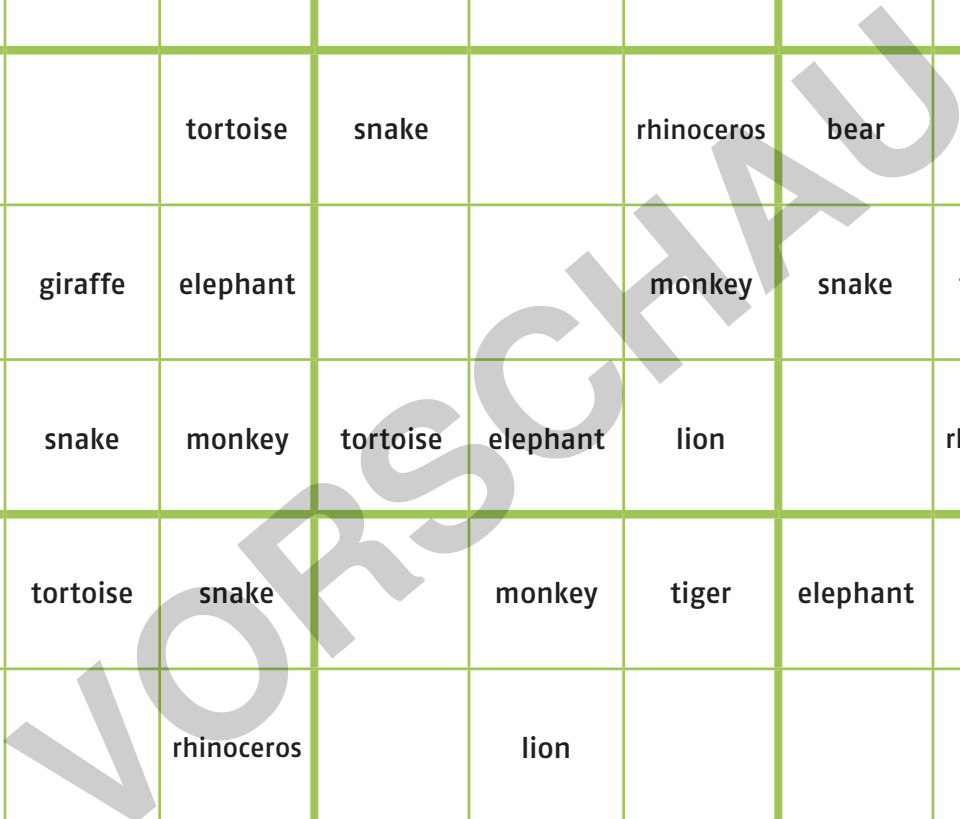 tortoise snake rhinoceros bear
giraffe elephant monkey snake
snake monkey tortoise elephant lion
tortoise snake monkey tiger elephant
rhinoceros lion
VORSCHAU